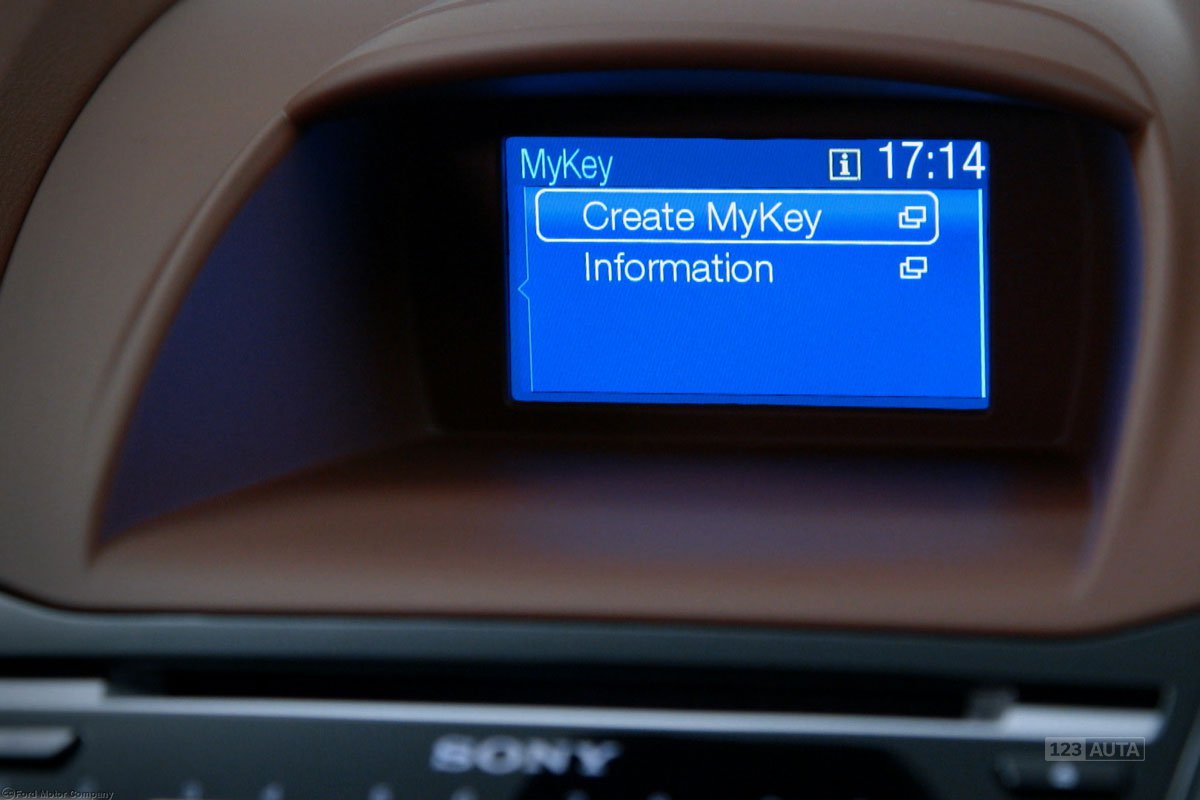 MyKey i 17:14
Create MyKey
Information
SONY
123 AUTA
©Ford Motor Company